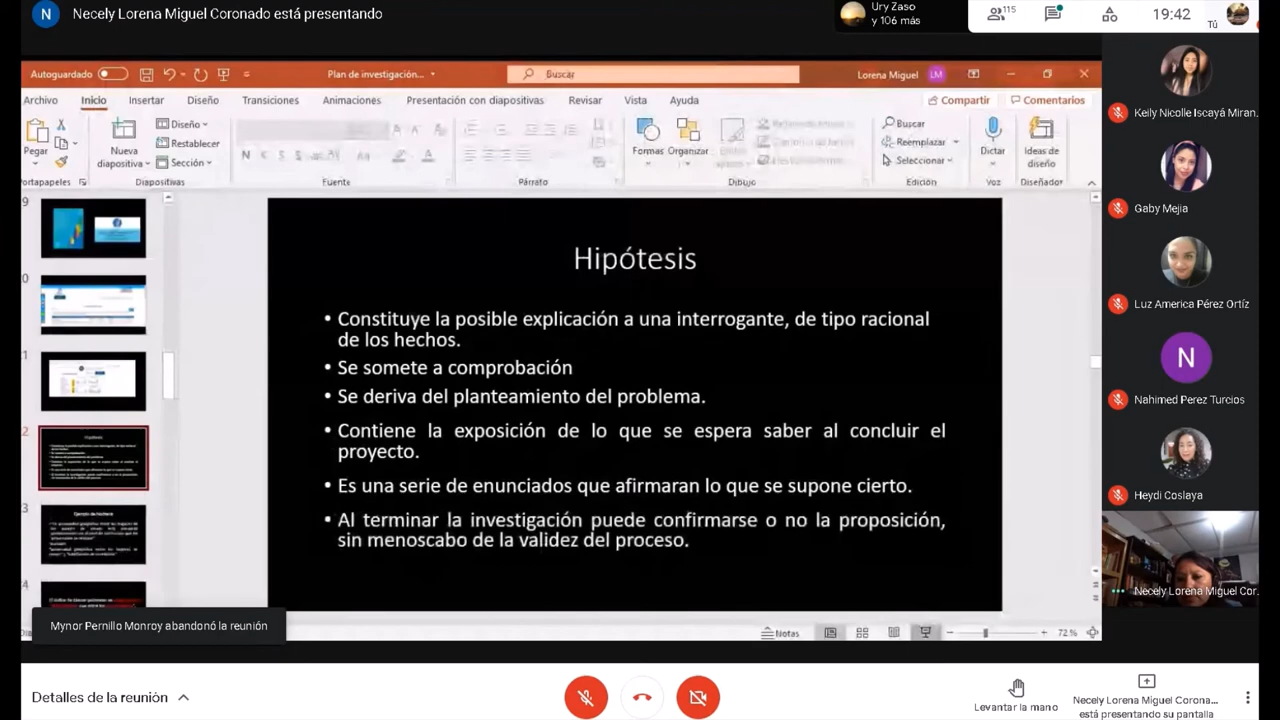 N Necely Lorena Miguel Coronado está presentando
Ury Zaso
y 106 más
115
19:42
Tú
Autoguardado
Plan de investigación...
Buscar
Lorena Miguel LM
Archivo Inicio Insertar Diseño Transiciones Animaciones Presentación con diapositivas Revisar Vista Ayuda
Compartir Comentarios
Pegar
Nueva
diapositiva
Diseño
Restablecer
Sección
Formas Organizar
Buscar
Reemplazar
Seleccionar
Dictar
Ideas de
diseño
Portapapeles Diapositivas Fuente Párrafo Dibujo Edición Voz Diseñador
Hipótesis
• Constituye la posible explicación a una interrogante, de tipo racional
de los hechos.
• Se somete a comprobación
• Se deriva del planteamiento del problema.
• Contiene la exposición de lo que se espera saber al concluir el
proyecto.
• Es una serie de enunciados que afirmaran lo que se supone cierto.
• Al terminar la investigación puede confirmarse o no la proposición,
sin menoscabo de la validez del proceso.
Hipótesis
Ejemplo de hipótesis
Keily Nicolle Iscayá Miran...
Gaby Mejia
Luz America Pérez Ortíz
N
Nahimed Perez Turcios
Heydi Coslaya
Necely Lorena Miguel Cor...
Mynor Pernillo Monroy abandonó la reunión
Notas
72 %
Detalles de la reunión
Levantar la mano
Necely Lorena Miguel Corona...
está presentando su pantalla